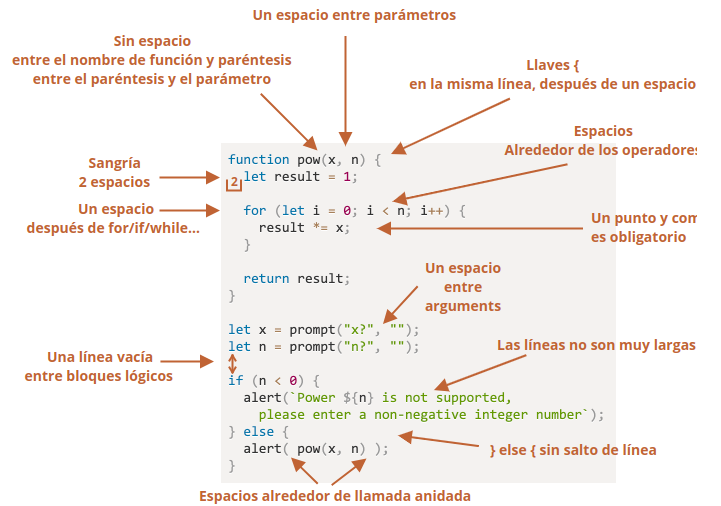 Un espacio entre parámetros
Sin espacio
entre el nombre de función y paréntesis
entre el paréntesis y el parámetro
Llaves {
en la misma línea, después de un espacio
Espacios
Alrededor de los operadores
Sangría
2 espacios
Un espacio
después de for/if/while...
Un punto y com
es obligatorio
function pow(x, n) {
2
let result = 1;
for (let i = 0; i < n; i++) {
result *= x;
}
return result;
}
Un espacio
entre
arguments
let x = prompt("x?", "");
let n = prompt("n?", "");
Una línea vacía
entre bloques lógicos
Las líneas no son muy largas
if (n < 0) {
alert(`Power ${n} is not supported,
please enter a non-negative integer number`);
} else {
alert( pow(x, n) );
}
} else { sin salto de línea
Espacios alrededor de llamada anidada